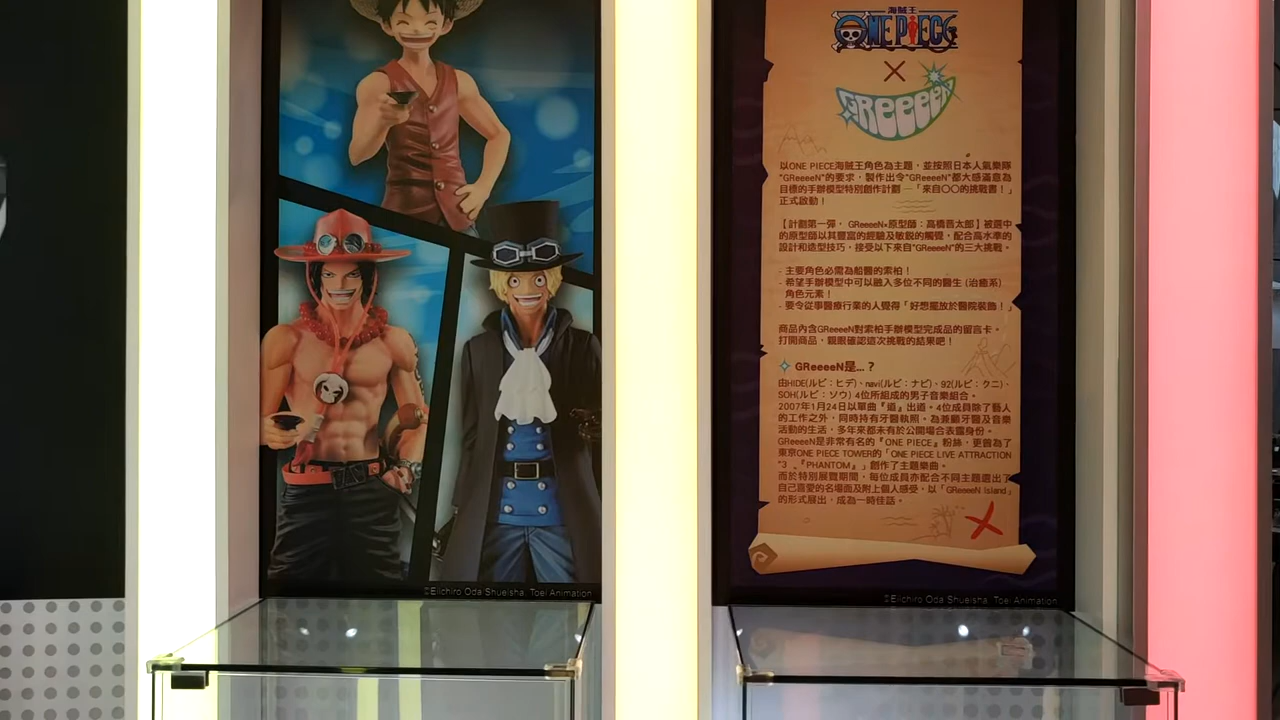 ©Eiichiro Oda Shueisha, Toei Animation
海賊王
ONE PIECE
×
GReeeeN
以ONE PIECE海賊王角色為主題，並按照日本人氣樂隊
"GReeeeN"的要求，製作出令"GReeeeN"都大感滿意為
目標的手辦模型特別創作計劃—「來自〇〇的挑戰書！」
正式啟動！
【計劃第一彈， GReeeeN×原型師：高橋晋太郎】被選中
的原型師以其豐富的經驗及敏銳的觸覺，配合高水準的
設計和造型技巧，接受以下來自"GReeeeN"的三大挑戰。
- 主要角色必需為船醫的索柏！
- 希望手辦模型中可以融入多位不同的醫生 (治癒系)
角色元素！
- 要令從事醫療行業的人覺得「好想擺放於醫院裝飾！」
商品內含GReeeeN對索柏手辦模型完成品的留言卡。
打開商品，親眼確認這次挑戰的結果吧！
GReeeeN是...？
由HIDE(ルビ：ヒデ)、navi(ルビ：ナビ)、92(ルビ：クニ)、
SOH(ルビ：ソウ) 4位所組成的男子音樂組合。
2007年1月24日以單曲『道』出道。4位成員除了藝人
的工作之外，同時持有牙醫執照。為兼顧牙醫及音樂
活動的生活，多年來都未有於公開場合表露身份。
GReeeeN是非常有名的『ONE PIECE』粉絲，更曾為了
東京ONE PIECE TOWER的「ONE PIECE LIVE ATTRACTION
"3 、『PHANTOM』」創作了主題樂曲。
而於特別展覽期間，每位成員亦配合不同主題選出了
自己喜愛的名場面及附上個人感受，以「GReeeeN Island」
的形式展出，成為一時佳話。
©Eiichiro Oda Shueisha, Toei Animation